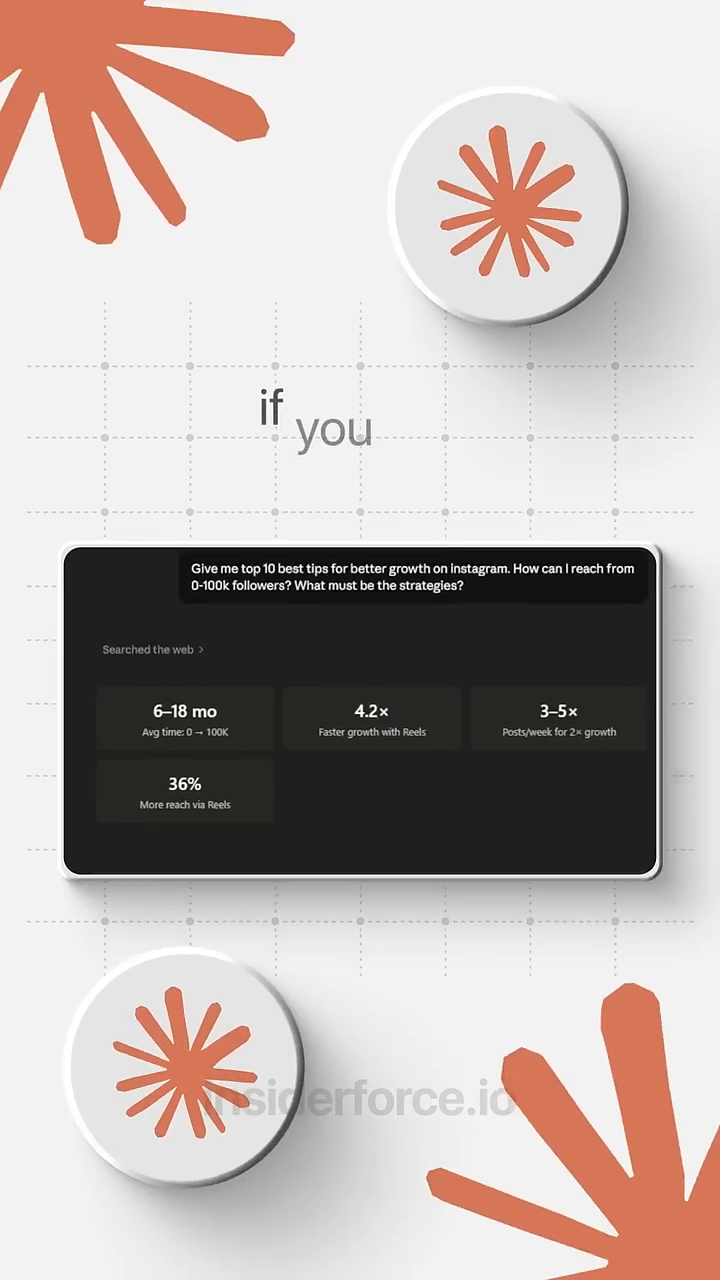 if you
Give me top 10 best tips for better growth on instagram. How can I reach from
0-100k followers? What must be the strategies?
Searched the web >
6–18 mo
Avg time: 0 → 100K
4.2×
Faster growth with Reels
3–5×
Posts/week for 2× growth
36%
More reach via Reels
insiderforce.io